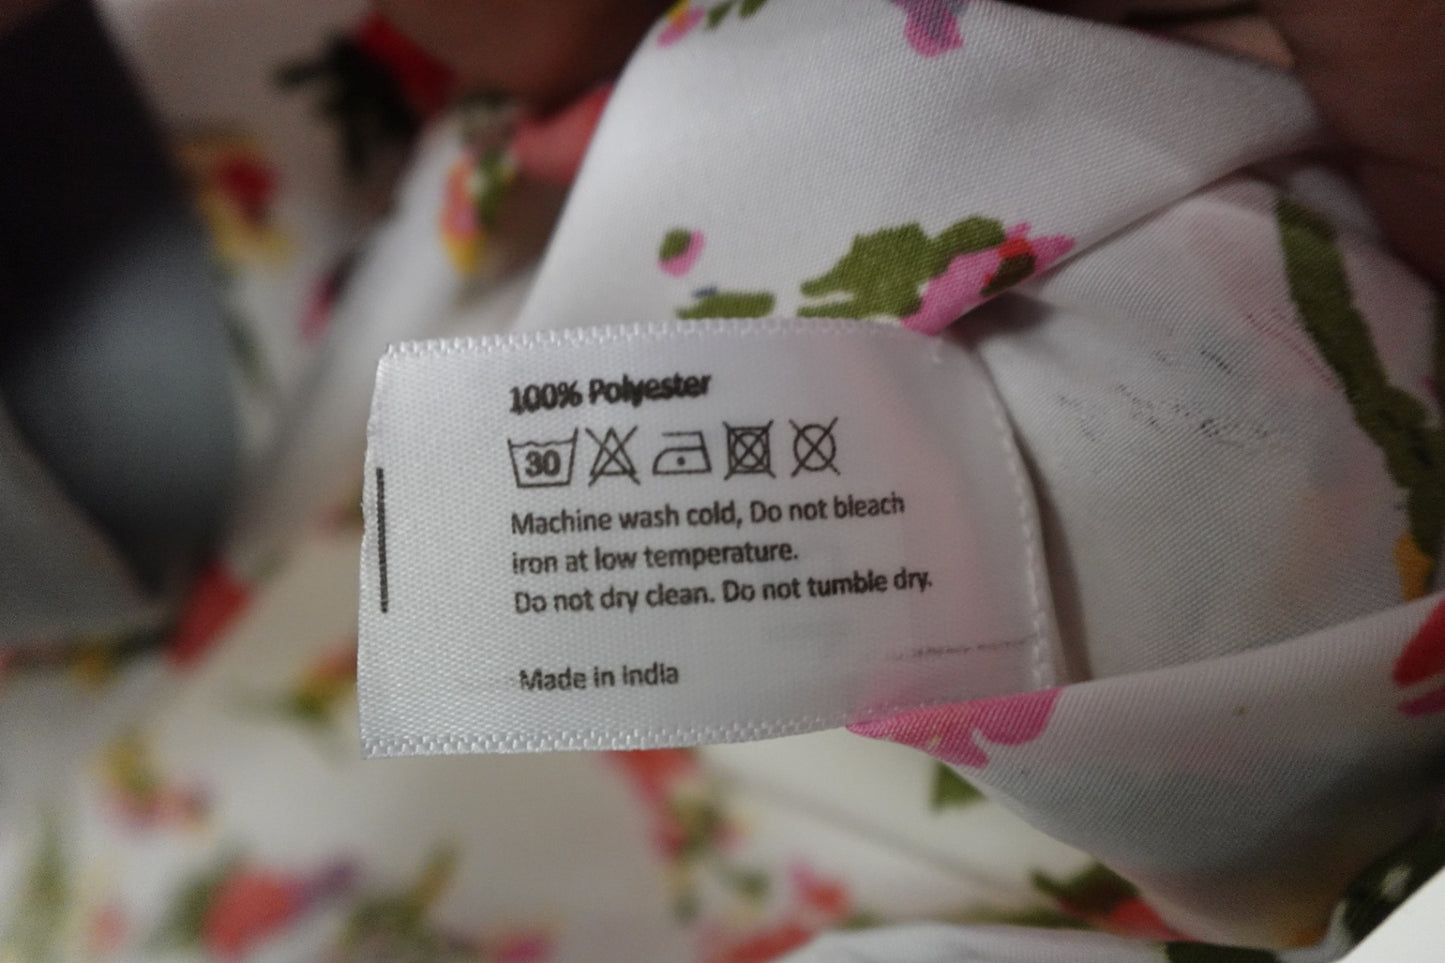 100% Polyester
30
Machine wash cold, Do not bleach
iron at low temperature.
Do not dry clean. Do not tumble dry.
Made in india